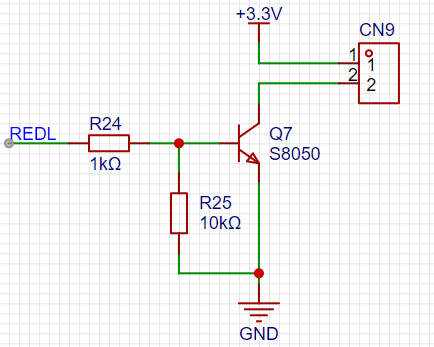 +3.3V
CN9
1
1
2
2
REDL
R24
1kΩ
Q7
S8050
R25
10kΩ
GND